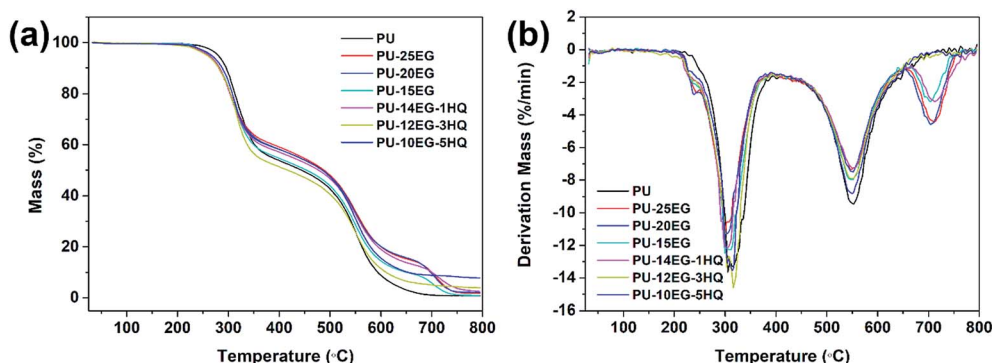 (a)
100
80
60
40
20
0
Mass (%)
PU
PU-25EG
PU-20EG
PU-15EG
PU-14EG-1HQ
PU-12EG-3HQ
PU-10EG-5HQ
100 200 300 400 500 600 700 800
Temperature (◦C)
(b)
2
0
-2
-4
-6
-8
-10
-12
-14
-16
Derivation Mass (%/min)
PU
PU-25EG
PU-20EG
PU-15EG
PU-14EG-1HQ
PU-12EG-3HQ
PU-10EG-5HQ
0 100 200 300 400 500 600 700 800
Temperature (◦C)